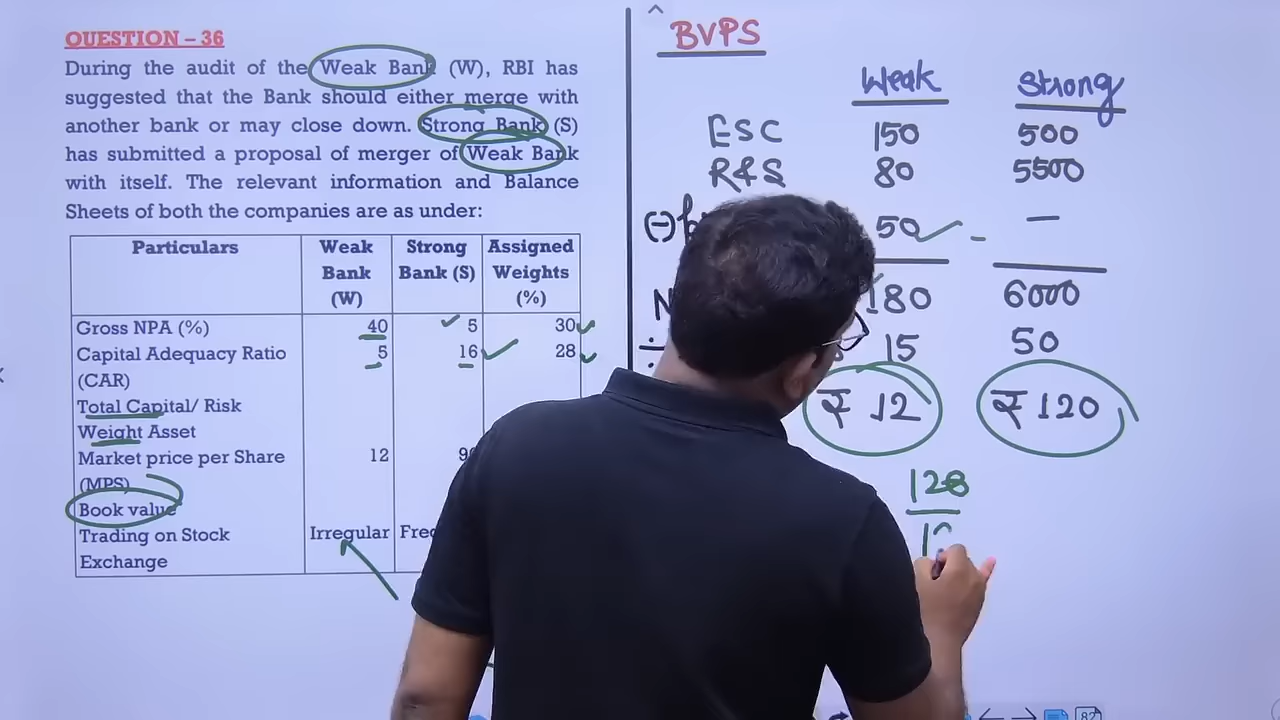 QUESTION – 36
During the audit of the Weak Bank (W), RBI has
suggested that the Bank should either merge with
another bank or may close down. Strong Bank (S)
has submitted a proposal of merger of Weak Bank
with itself. The relevant information and Balance
Sheets of both the companies are as under:
Particulars Weak Bank (W) Strong Bank (S) Assigned Weights (%)
Gross NPA (%) 40 5 30
Capital Adequacy Ratio 5 16 28
(CAR)
Total Capital/ Risk
Weight Asset
Market price per Share 12
(MPS)
Book value
Trading on Stock Irregular
Exchange
BVPS
Weak Strong
ESC 150 500
R&S 80 5500
(-) 50 —
180 6000
÷ 15 50
₹ 12 ₹ 120
82